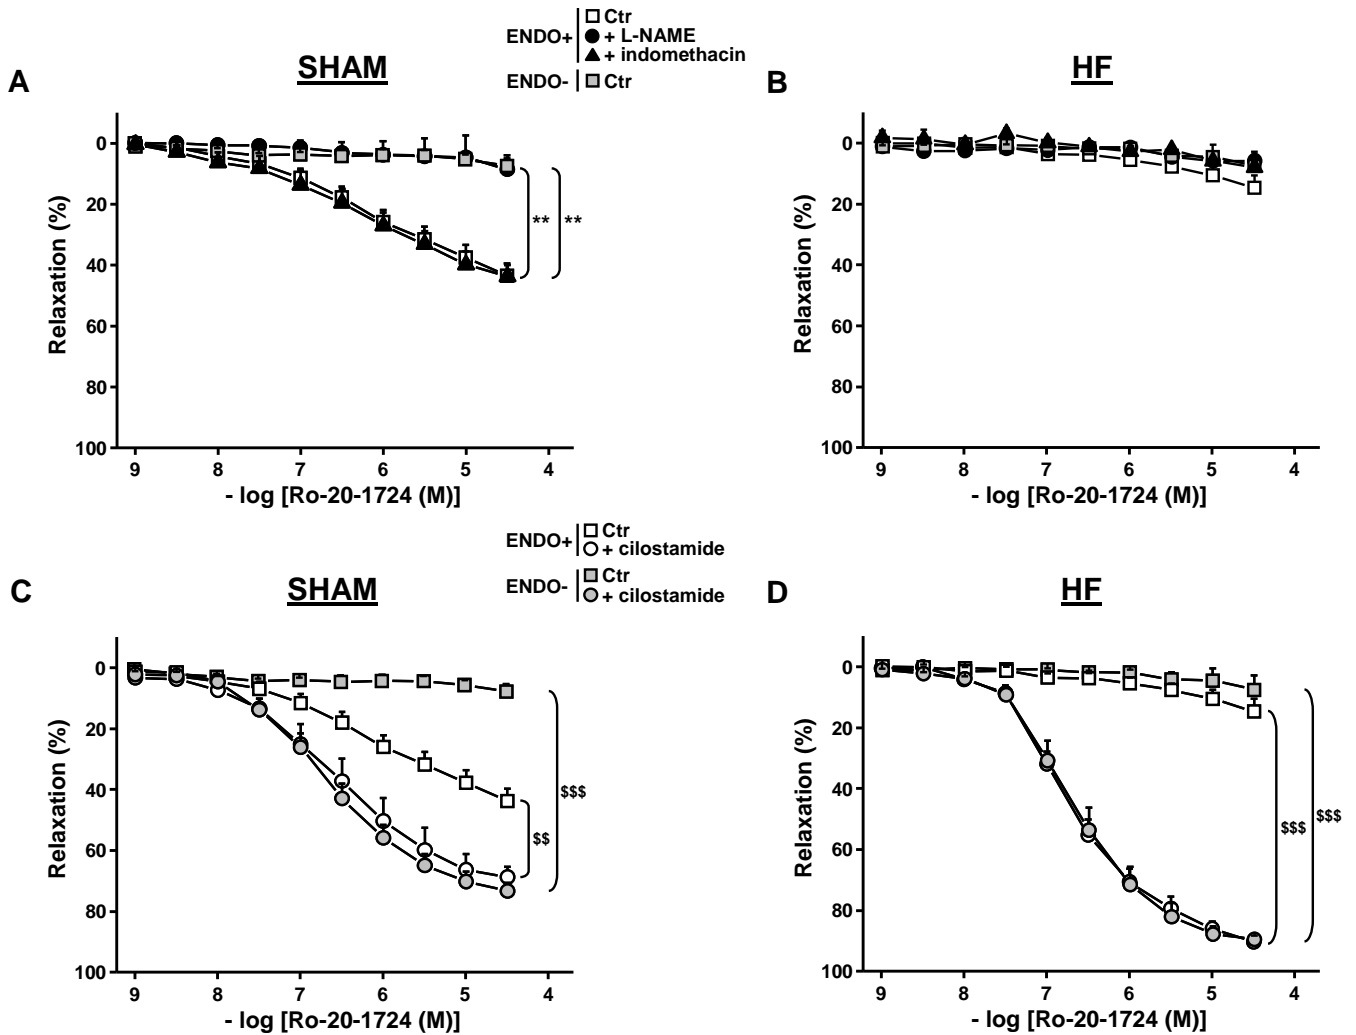 ENDO+
Ctr
+ L-NAME
+ indomethacin
ENDO-
Ctr
A
SHAM
Relaxation (%)
0
20
40
60
80
100
9 8 7 6 5 4
- log [Ro-20-1724 (M)]
**
**
B
HF
Relaxation (%)
0
20
40
60
80
100
9 8 7 6 5 4
- log [Ro-20-1724 (M)]
ENDO+
Ctr
+ cilostamide
ENDO-
Ctr
+ cilostamide
C
SHAM
Relaxation (%)
0
20
40
60
80
100
9 8 7 6 5 4
- log [Ro-20-1724 (M)]
$$
$$$
D
HF
Relaxation (%)
0
20
40
60
80
100
9 8 7 6 5 4
- log [Ro-20-1724 (M)]
$$$
$$$